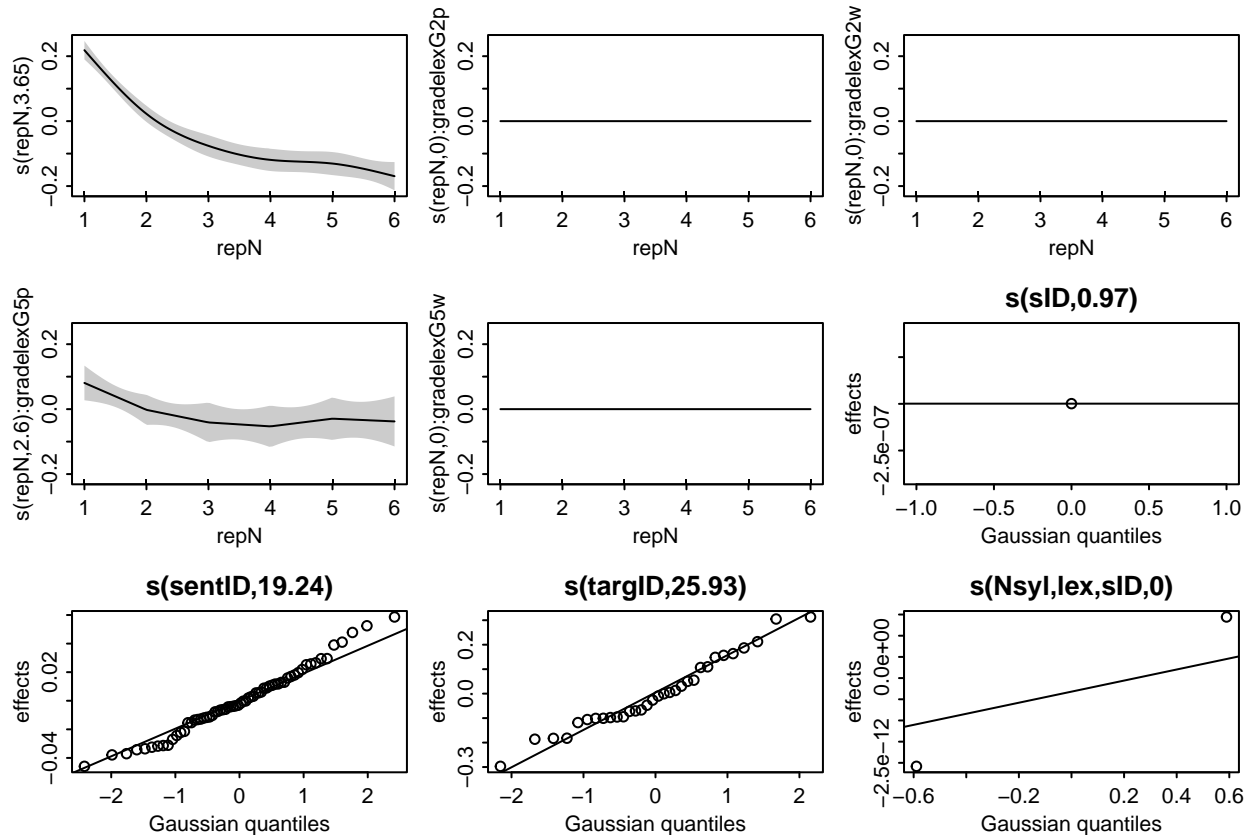 s(repN,3.65)
−0.2 0.0 0.2
1 2 3 4 5 6
repN
s(repN,0):gradelexG2p
−0.2 0.0 0.2
1 2 3 4 5 6
repN
s(repN,0):gradelexG2w
−0.2 0.0 0.2
1 2 3 4 5 6
repN
s(repN,2.6):gradelexG5p
−0.2 0.0 0.2
1 2 3 4 5 6
repN
s(repN,0):gradelexG5w
−0.2 0.0 0.2
1 2 3 4 5 6
repN
s(sID,0.97)
effects
−2.5e−07
−1.0 −0.5 0.0 0.5 1.0
Gaussian quantiles
s(sentID,19.24)
effects
−0.04 0.02
−2 −1 0 1 2
Gaussian quantiles
s(targID,25.93)
effects
−0.3 0.0 0.2
−2 −1 0 1 2
Gaussian quantiles
s(Nsyl,lex,sID,0)
effects
−2.5e−12 0.0e+00
−0.6 −0.2 0.2 0.6
Gaussian quantiles